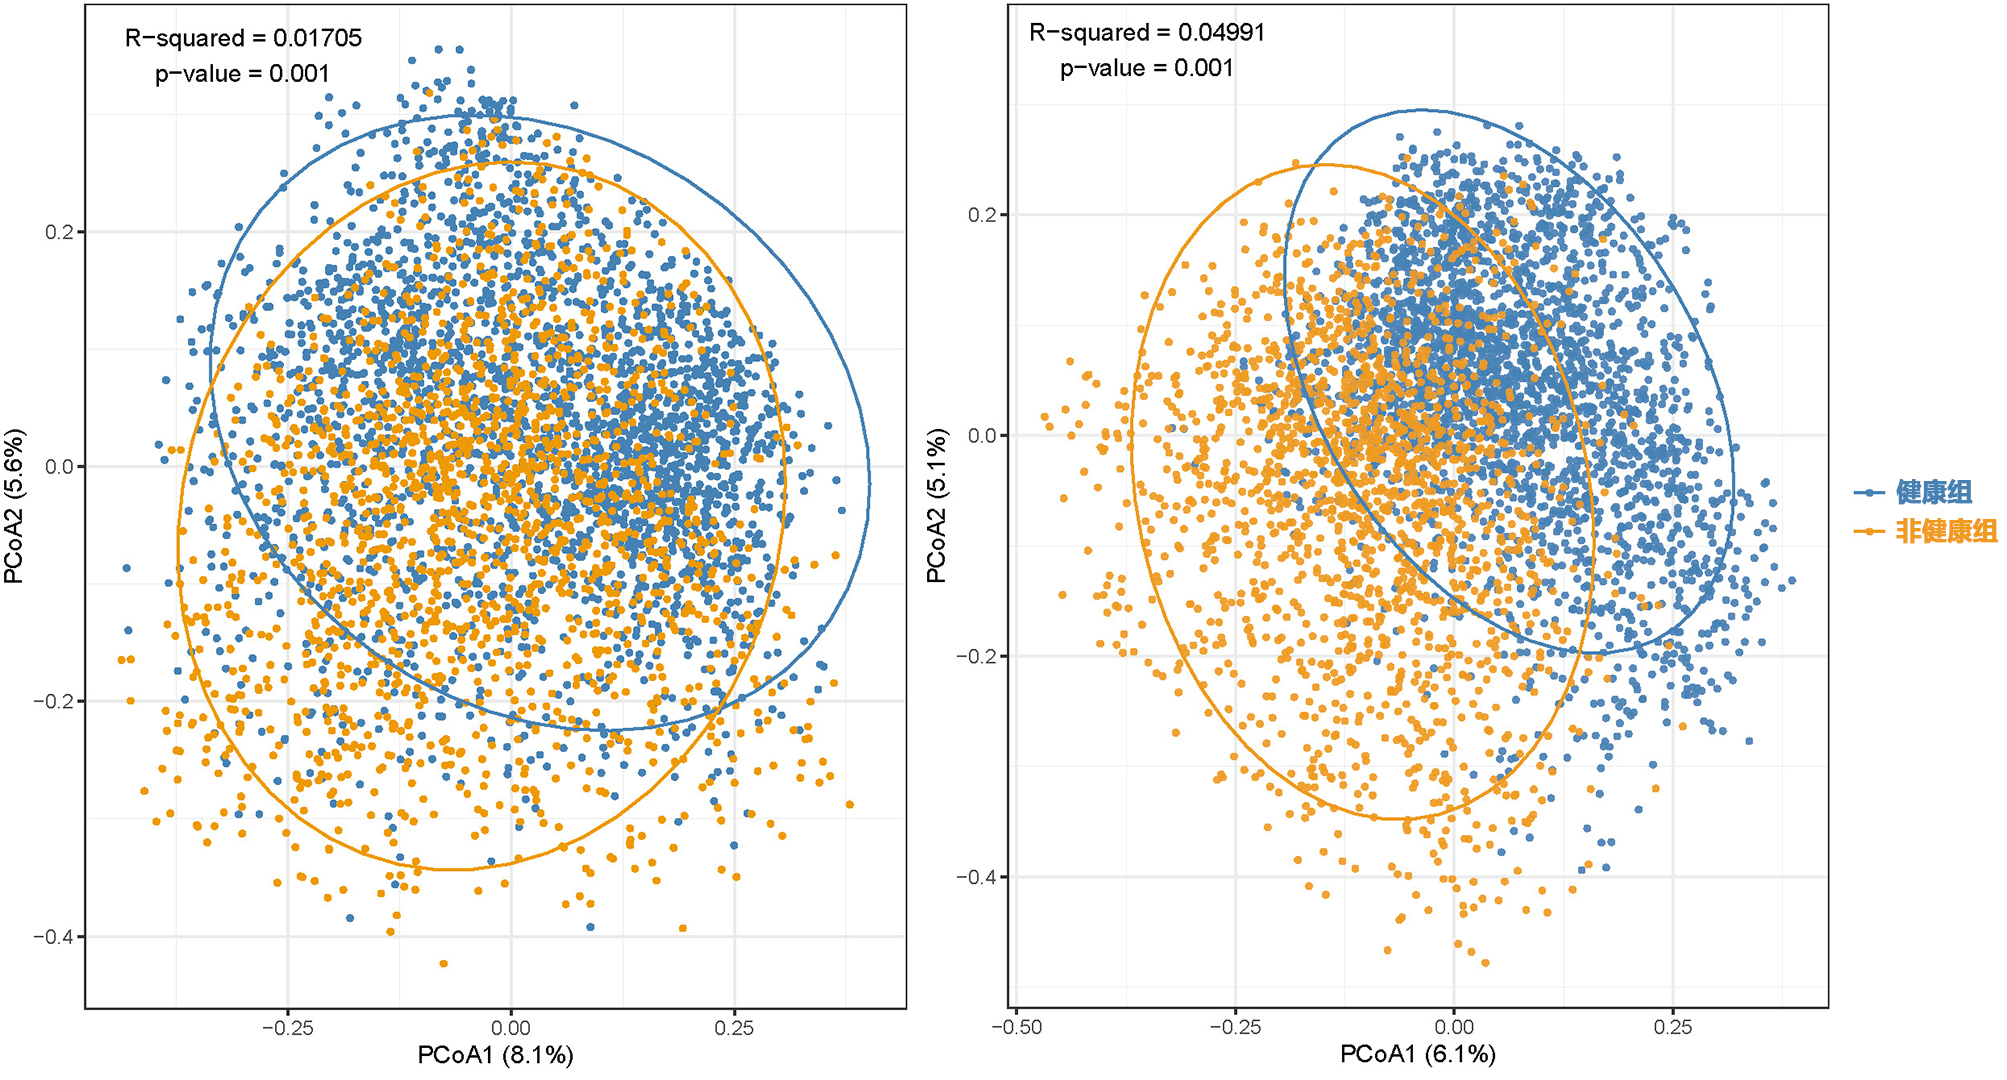 R−squared = 0.01705
p−value = 0.001
PCoA2 (5.6%)
0.2
0.0
−0.2
−0.4
−0.25
0.00
0.25
PCoA1 (8.1%)
R−squared = 0.04991
p−value = 0.001
PCoA2 (5.1%)
0.2
0.0
−0.2
−0.4
−0.50
−0.25
0.00
0.25
PCoA1 (6.1%)
健康组
非健康组